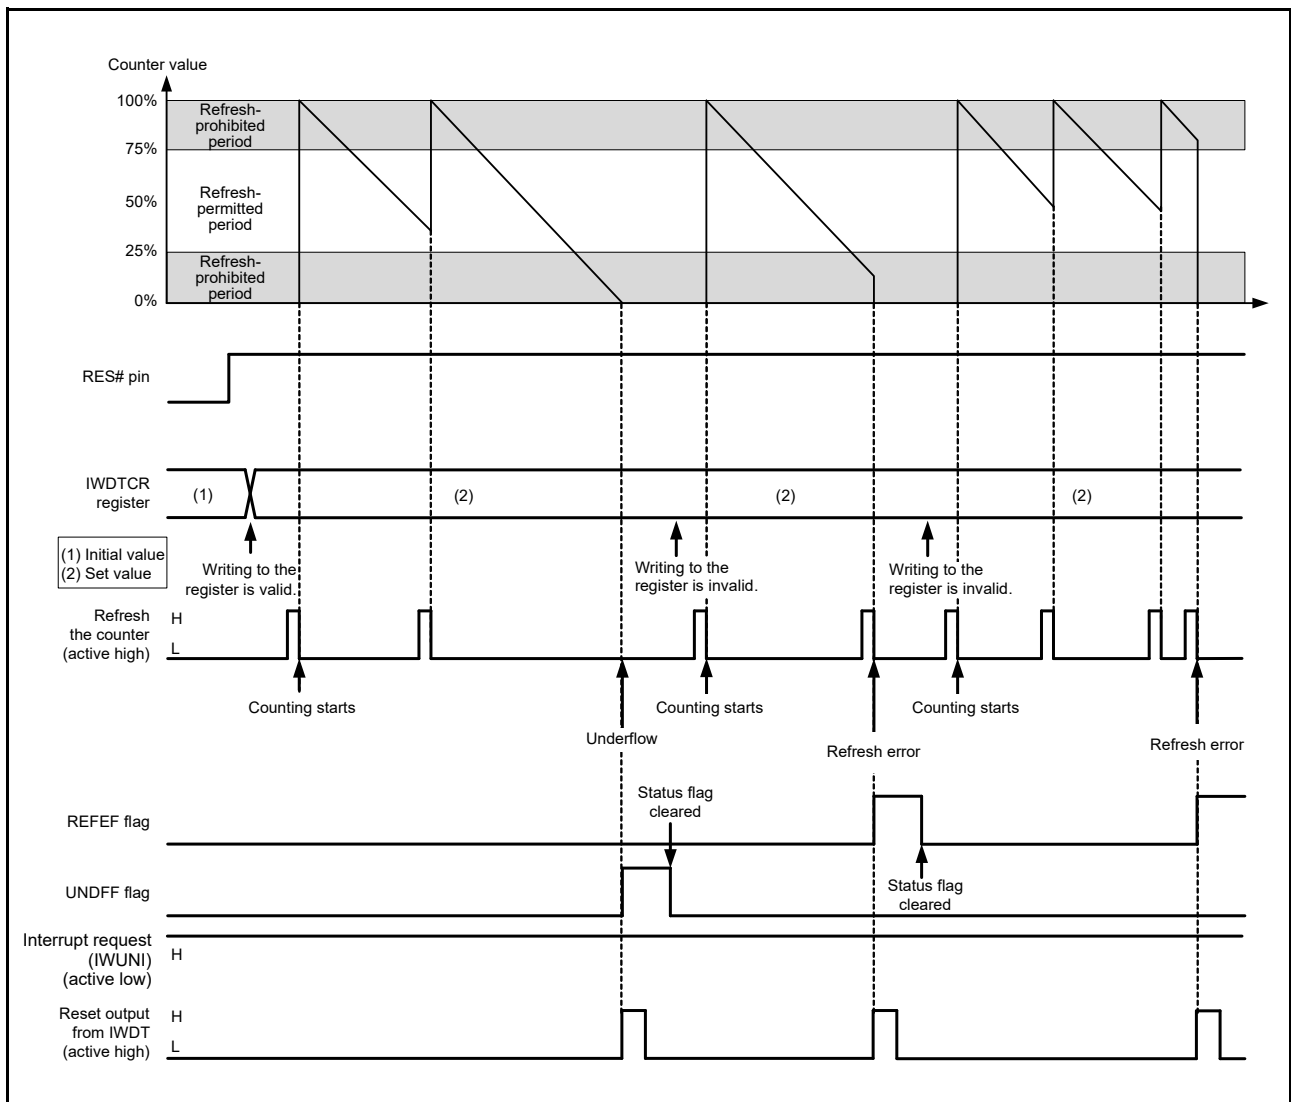 Counter value
100%
Refresh-
prohibited
period
75%
Refresh-
permitted
period
50%
25%
Refresh-
prohibited
period
0%
RES# pin
IWDTCR
register
(1)
(2)
(2)
(2)
(1) Initial value
(2) Set value
Writing to the
register is valid.
Writing to the
register is invalid.
Writing to the
register is invalid.
Refresh
the counter
(active high)
H
L
Counting starts
Counting starts
Counting starts
Underflow
Refresh error
Refresh error
Status flag
cleared
REFEF flag
UNDFF flag
Status flag
cleared
Interrupt request
(IWUNI)
(active low)
H
Reset output
from IWDT
(active high)
H
L